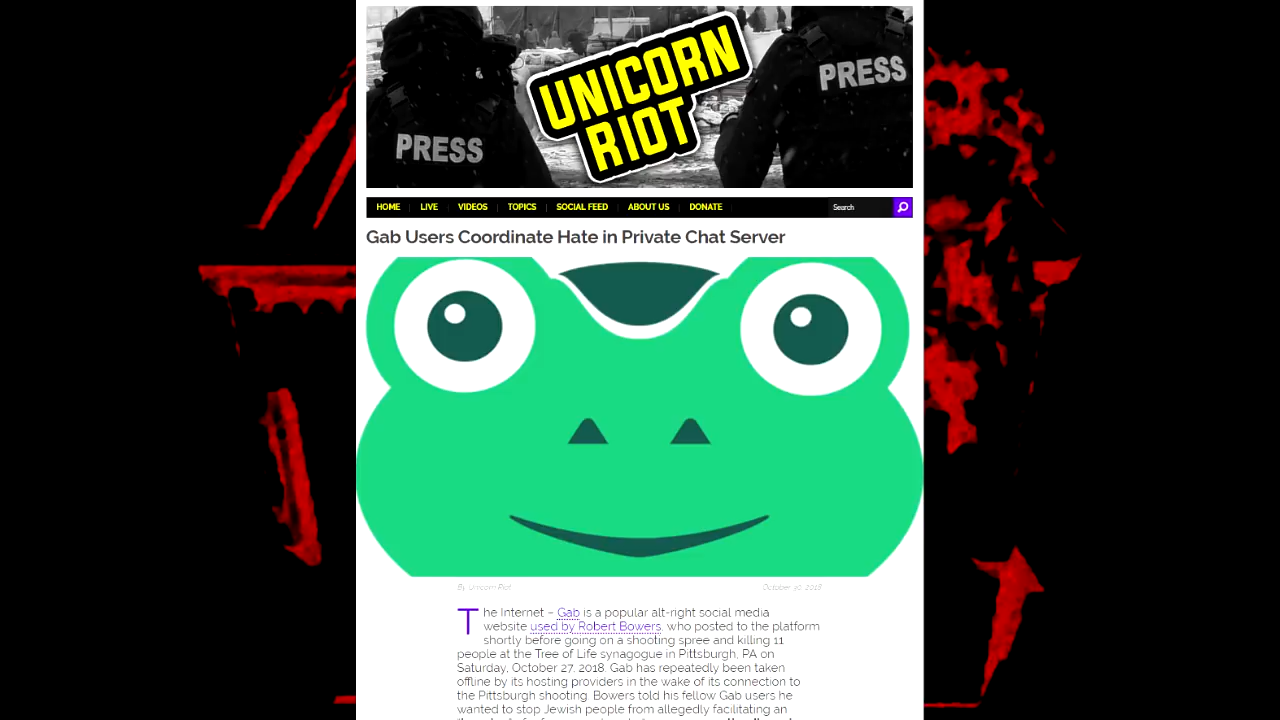 UNICORN
RIOT
PRESS
PRESS
HOME LIVE VIDEOS TOPICS SOCIAL FEED ABOUT US DONATE Search
Gab Users Coordinate Hate in Private Chat Server
By Unicorn Riot October 30, 2018
The Internet – Gab is a popular alt-right social media
website used by Robert Bowers, who posted to the platform
shortly before going on a shooting spree and killing 11
people at the Tree of Life synagogue in Pittsburgh, PA on
Saturday, October 27, 2018. Gab has repeatedly been taken
offline by its hosting providers in the wake of its connection to
the Pittsburgh shooting. Bowers told his fellow Gab users he
wanted to stop Jewish people from allegedly facilitating an